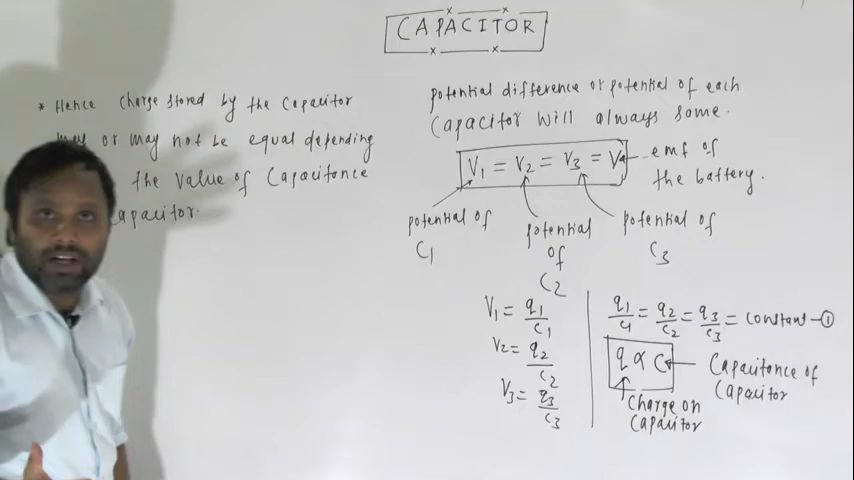 CAPACITOR
* Hence charge stored by the capacitor
may or may not be equal depending
the value of Capacitance
capacitor.
potential difference or potential of each
Capacitor will always same.
V₁ = V₂ = V₃ = V ← emf of
the battery.
potential of
C₁
potential
of
C₂
potential of
C₃
V₁ = q₁/C₁
V₂ = q₂/C₂
V₃ = q₃/C₃
q₁/C₁ = q₂/C₂ = q₃/C₃ = constant - ①
q ∝ C ← Capacitance of
Capacitor
Charge on
Capacitor